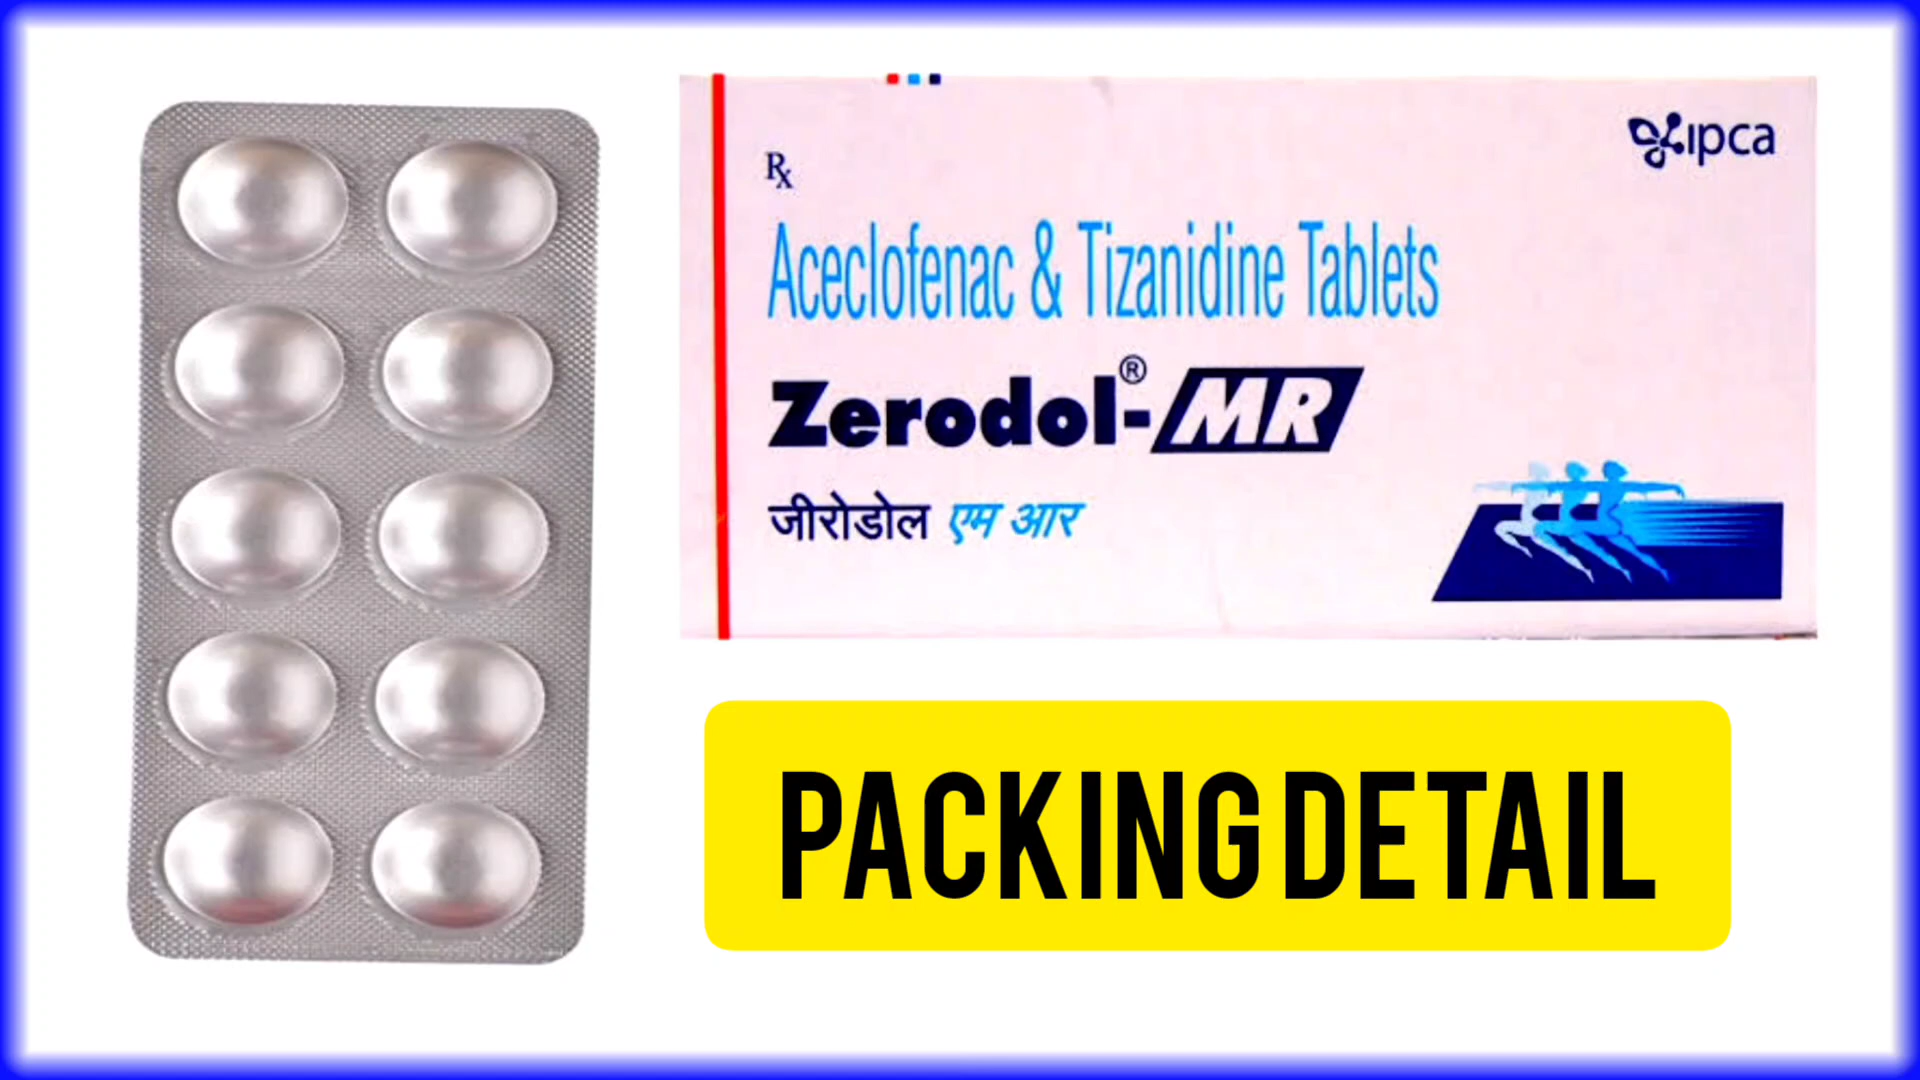 Rx
ipca
Aceclofenac & Tizanidine Tablets
Zerodol®-MR
जीरोडोल एम आर
PACKING DETAIL